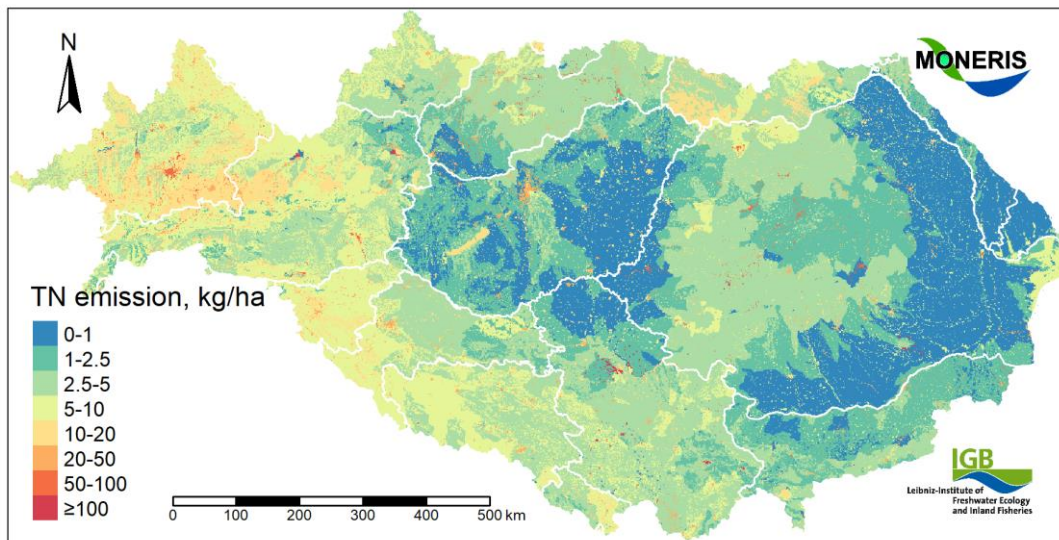 N
MONERIS
TN emission, kg/ha
0-1
1-2.5
2.5-5
5-10
10-20
20-50
50-100
≥100
0 100 200 300 400 500 km
IGB
Leibniz-Institute of
Freshwater Ecology
and Inland Fisheries